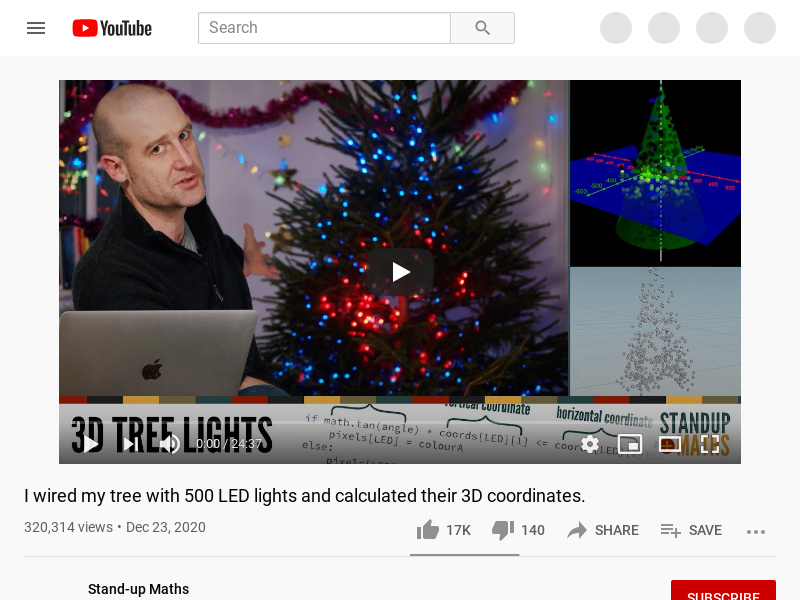 YouTube
Search
3D TREE LIGHTS
vertical coordinate
horizontal coordinate
if math.tan(angle) * coords[LED][1] <= coords[LED]
pixels[LED] = colourA
else:
STANDUP
MATHS
0:00 / 24:37
I wired my tree with 500 LED lights and calculated their 3D coordinates.
320,314 views • Dec 23, 2020
17K
140
SHARE
SAVE
Stand-up Maths
SUBSCRIBE